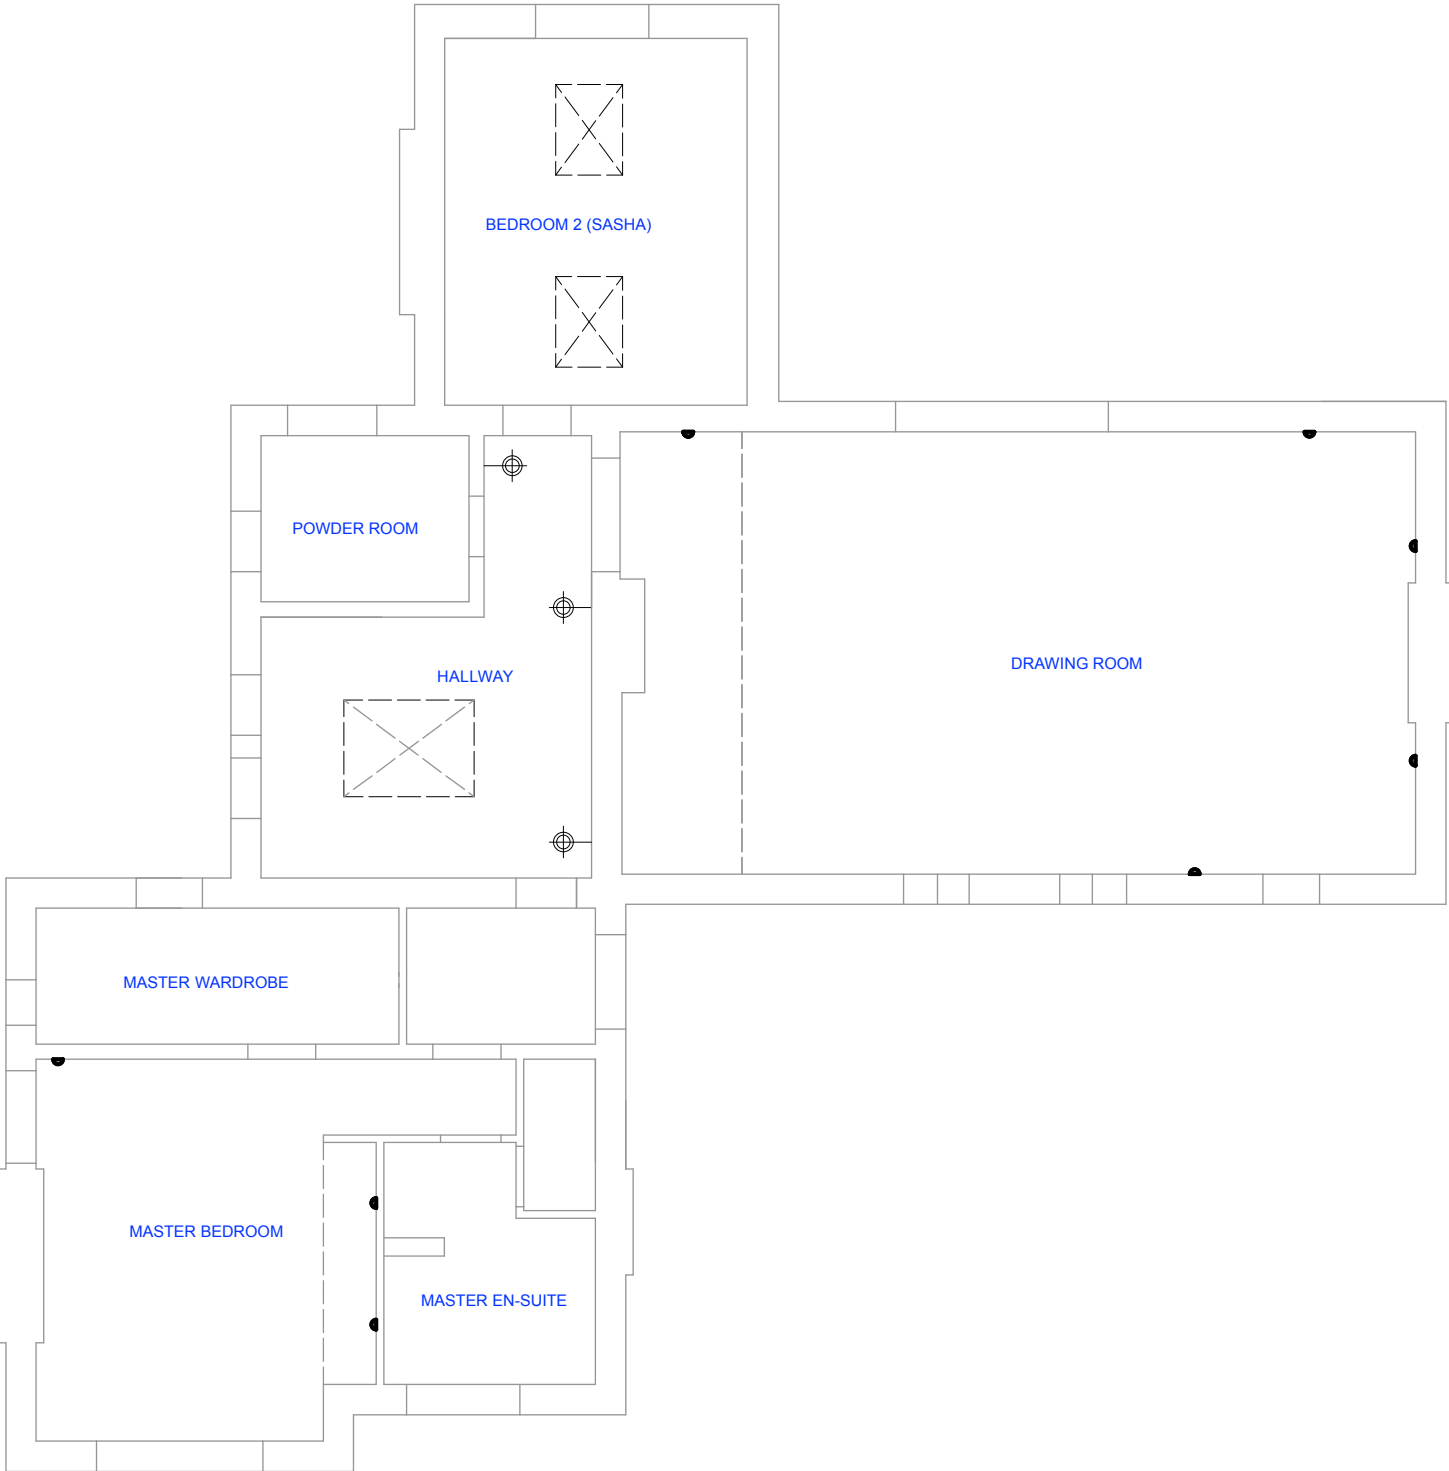 BEDROOM 2 (SASHA)
POWDER ROOM
HALLWAY
DRAWING ROOM
MASTER WARDROBE
MASTER BEDROOM
MASTER EN-SUITE